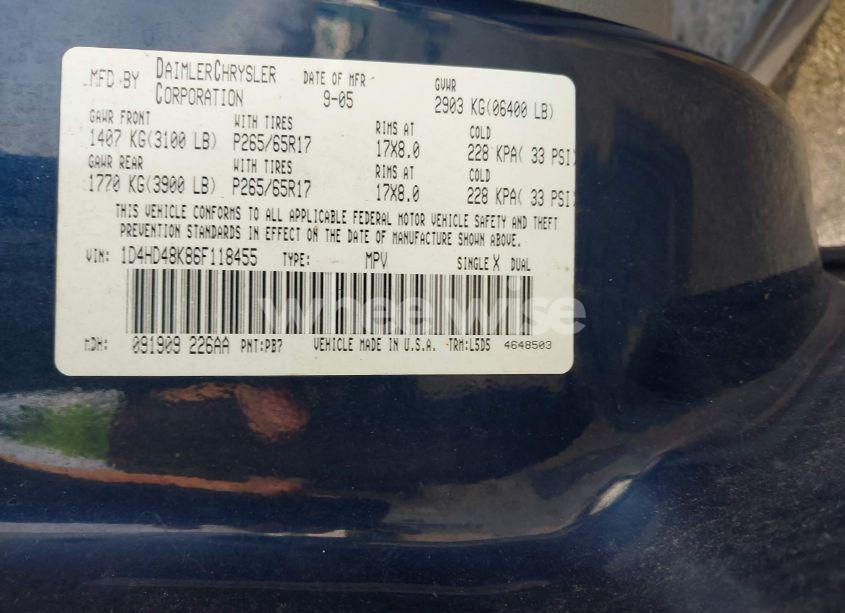 MFD BY DAIMLERCHRYSLER CORPORATION DATE OF MFR 9-05 GVWR 2903 KG(06400 LB)
GAWR FRONT WITH TIRES RIMS AT COLD
1407 KG(3100 LB) P265/65R17 17X8.0 228 KPA( 33 PSI)
GAWR REAR WITH TIRES RIMS AT COLD
1770 KG(3900 LB) P265/65R17 17X8.0 228 KPA( 33 PSI)
THIS VEHICLE CONFORMS TO ALL APPLICABLE FEDERAL MOTOR VEHICLE SAFETY AND THEFT
PREVENTION STANDARDS IN EFFECT ON THE DATE OF MANUFACTURE SHOWN ABOVE.
VIN: 1D4HD48K86F118455 TYPE: MPV SINGLE X DUAL
wheelwise
MDH: 091909 226AA PNT:PB7 VEHICLE MADE IN U.S.A. TRM:L5D5 4648503